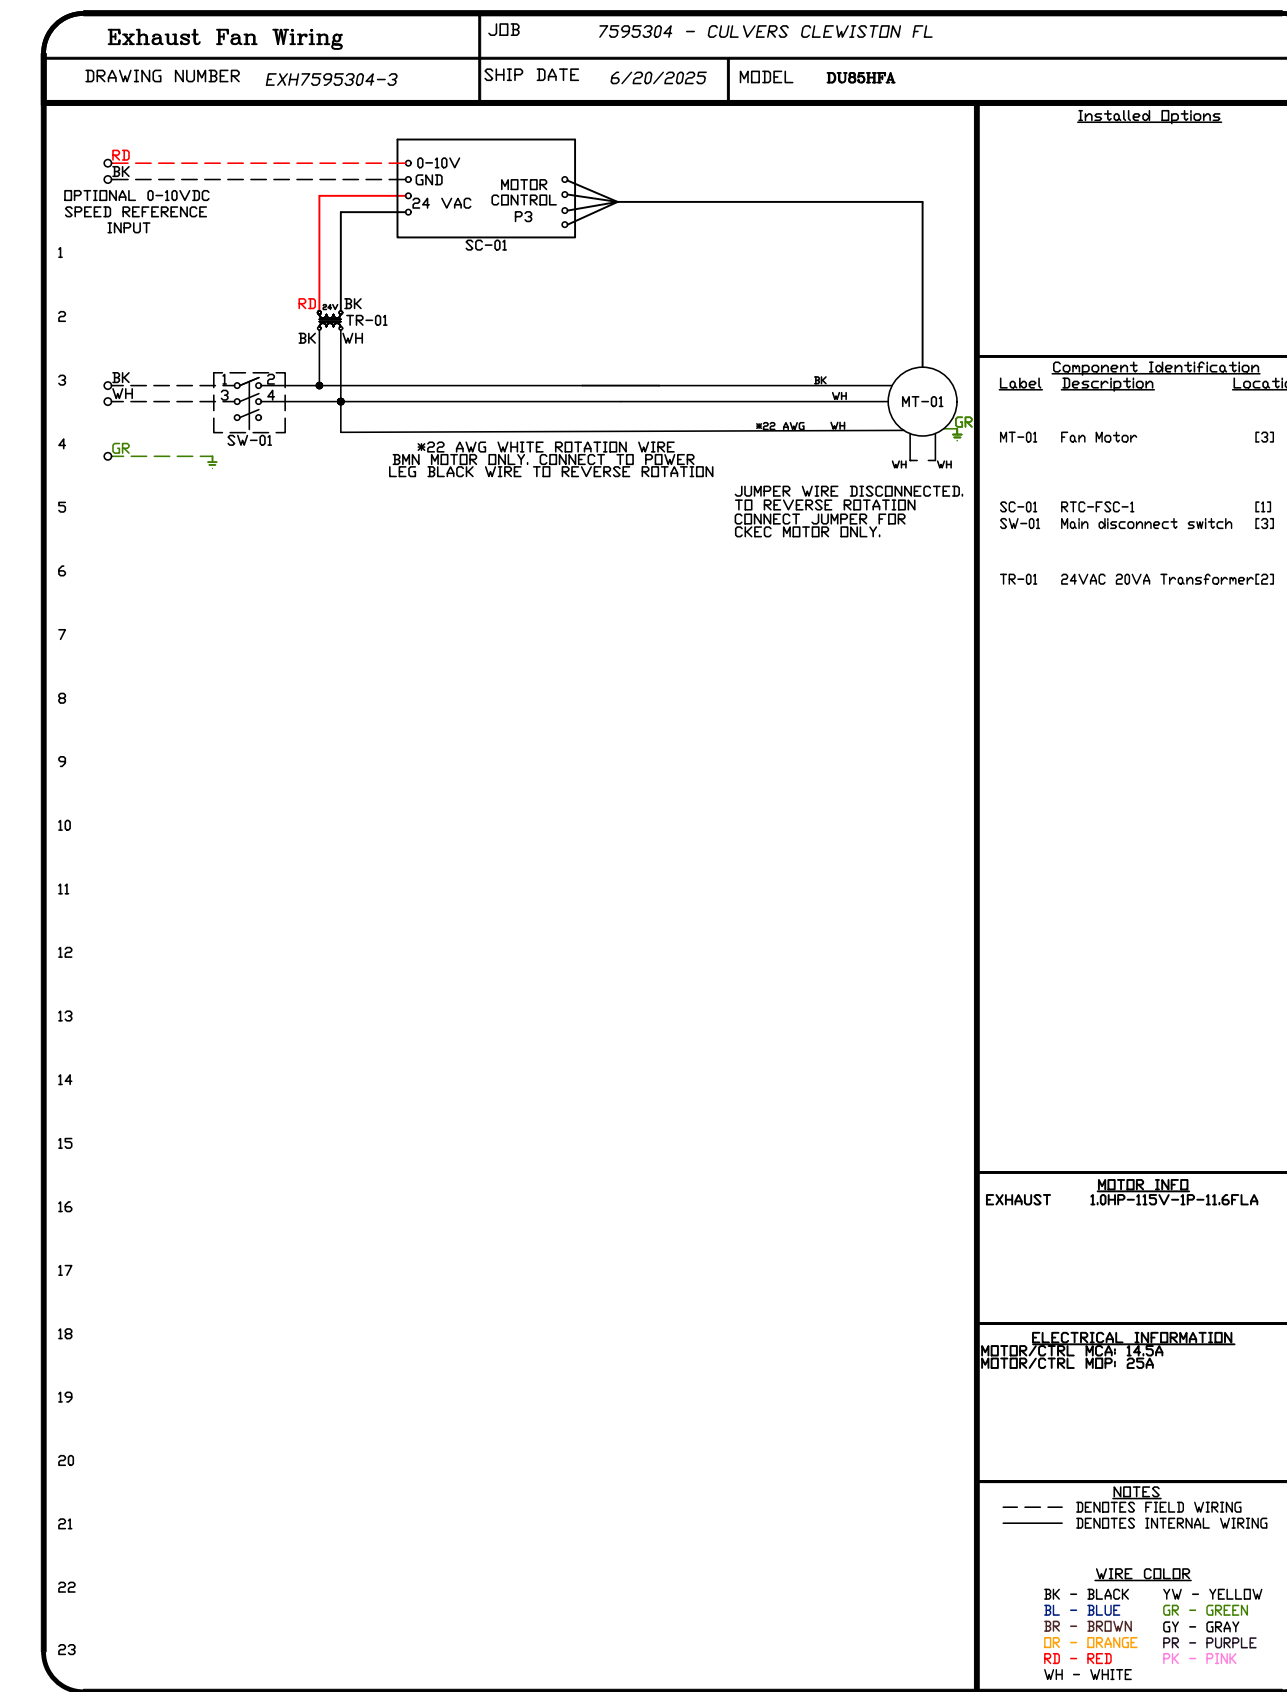 Exhaust Fan Wiring
JOB 7595304 - CULVERS CLEWISTON FL
DRAWING NUMBER EXH7595304-3
SHIP DATE 6/20/2025
MODEL DU85HFA
RD
BK
OPTIONAL 0-10VDC
SPEED REFERENCE
INPUT
0-10V
GND
24 VAC
MOTOR
CONTROL
P3
SC-01
1
2
RD 24V BK
TR-01
BK WH
3
BK
WH
1 2
3 4
SW-01
BK
WH
*22 AWG WH
MT-01
GR
WH WH
4
GR
*22 AWG WHITE ROTATION WIRE
BMN MOTOR ONLY. CONNECT TO POWER
LEG BLACK WIRE TO REVERSE ROTATION
JUMPER WIRE DISCONNECTED.
TO REVERSE ROTATION
CONNECT JUMPER FOR
CKEC MOTOR ONLY.
5
6
7
8
9
10
11
12
13
14
15
16
17
18
19
20
21
22
23
Installed Options
Component Identification
Label Description Locatio
MT-01 Fan Motor [3]
SC-01 RTC-FSC-1 [1]
SW-01 Main disconnect switch [3]
TR-01 24VAC 20VA Transformer[2]
MOTOR INFO
EXHAUST 1.0HP-115V-1P-11.6FLA
ELECTRICAL INFORMATION
MOTOR/CTRL MCA: 14.5A
MOTOR/CTRL MOP: 25A
NOTES
DENOTES FIELD WIRING
DENOTES INTERNAL WIRING
WIRE COLOR
BK - BLACK YW - YELLOW
BL - BLUE GR - GREEN
BR - BROWN GY - GRAY
OR - ORANGE PR - PURPLE
RD - RED PK - PINK
WH - WHITE